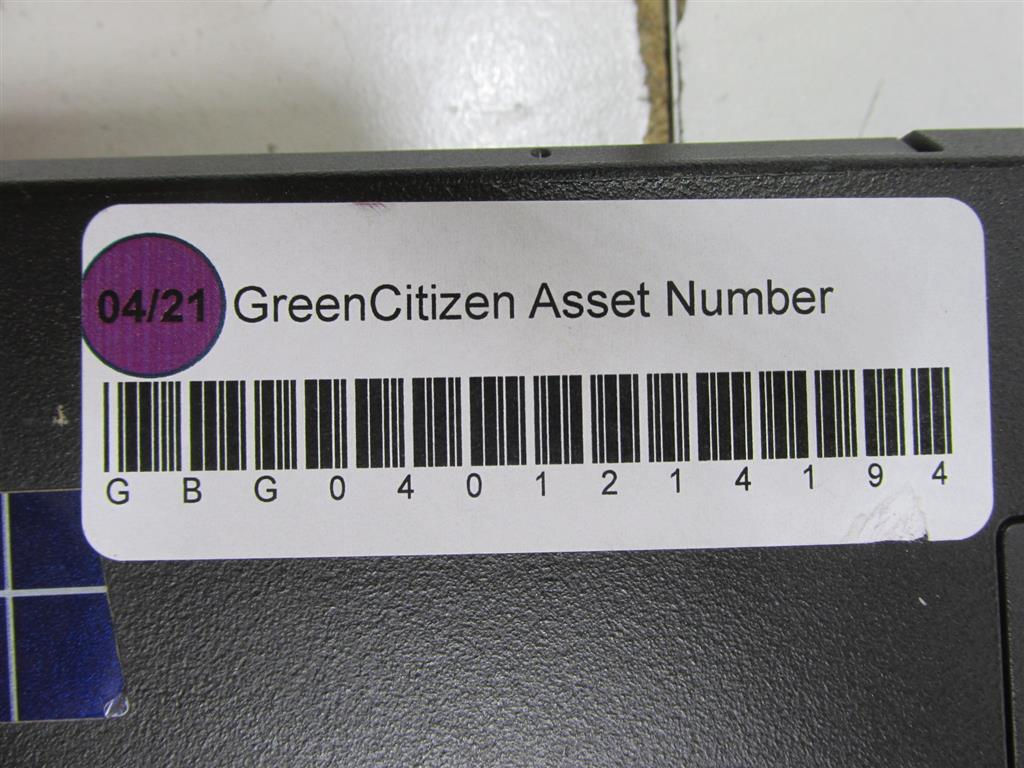 04/21 GreenCitizen Asset Number
G B G 0 4 0 1 2 1 4 1 9 4